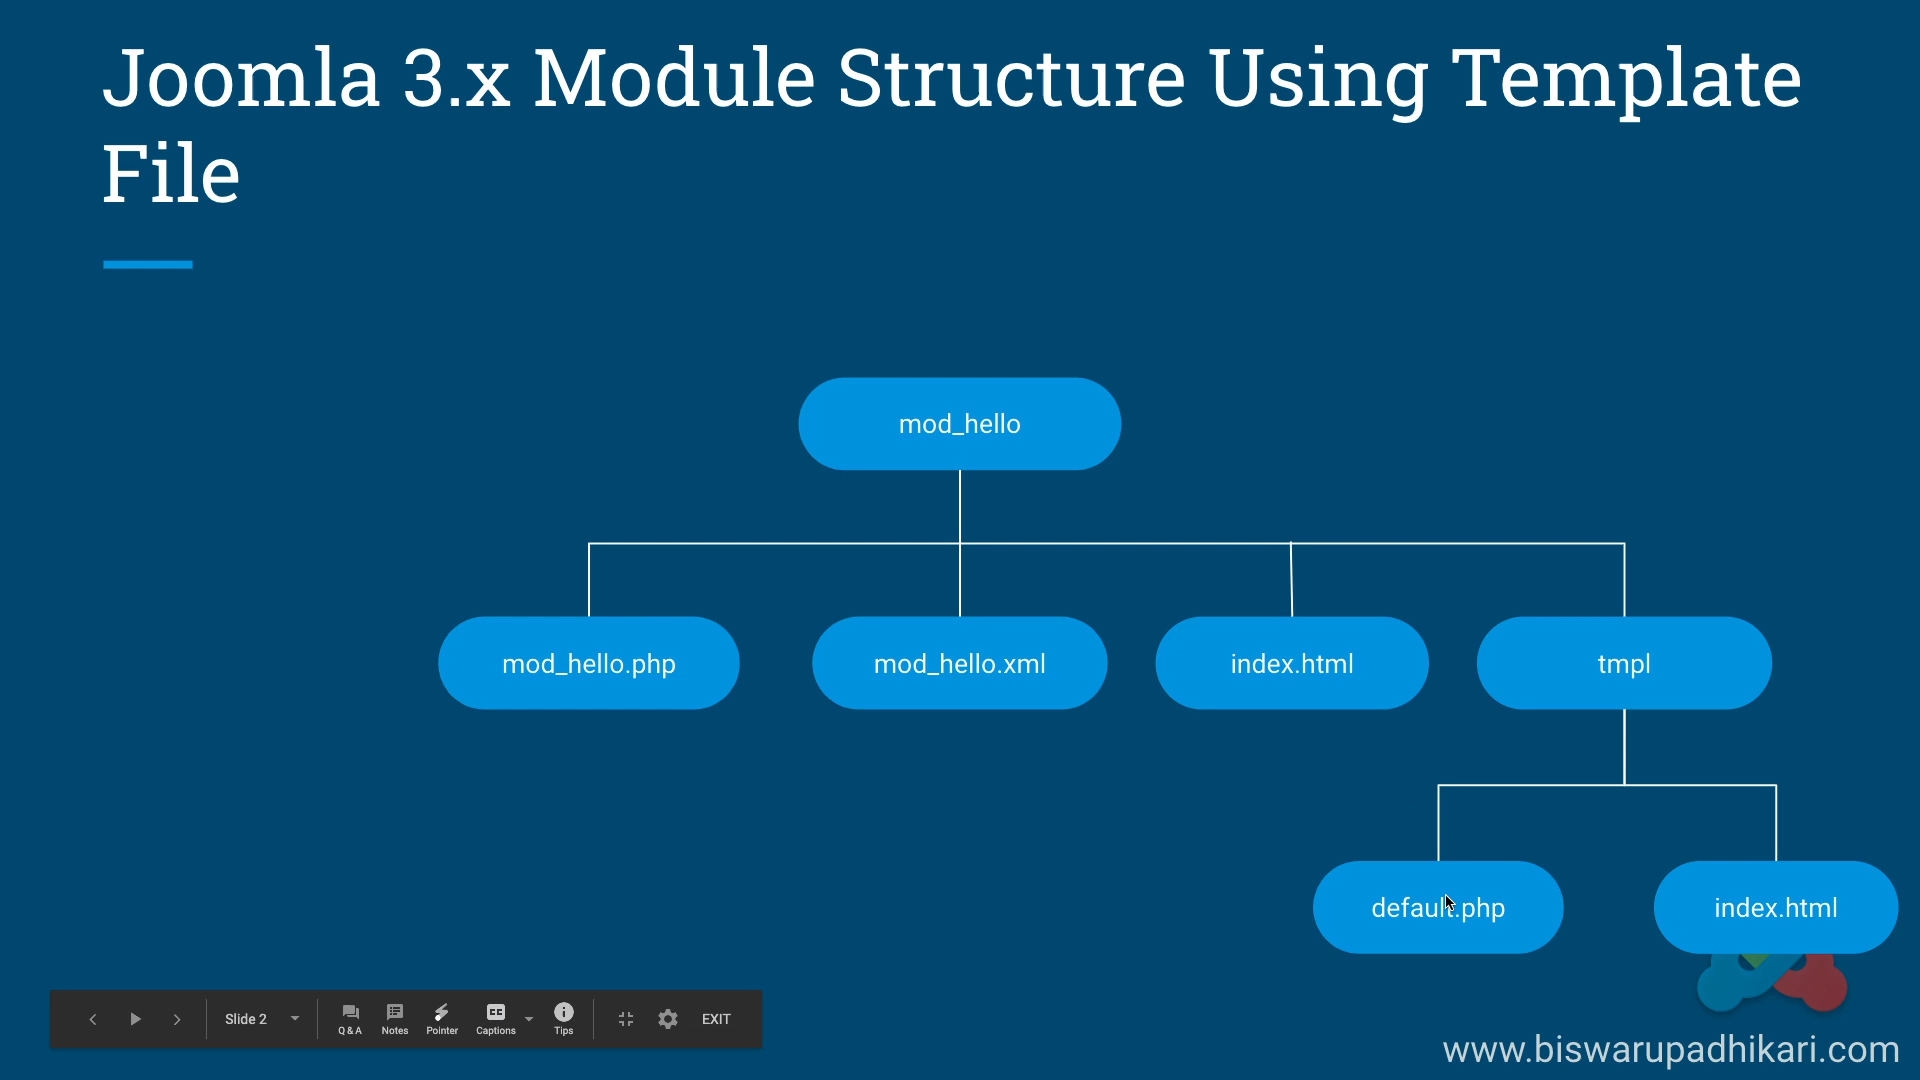 Joomla 3.x Module Structure Using Template
File
mod_hello
mod_hello.php
mod_hello.xml
index.html
tmpl
default.php
index.html
Slide 2
Q & A
Notes
Pointer
Captions
Tips
EXIT
www.biswarupadhikari.com